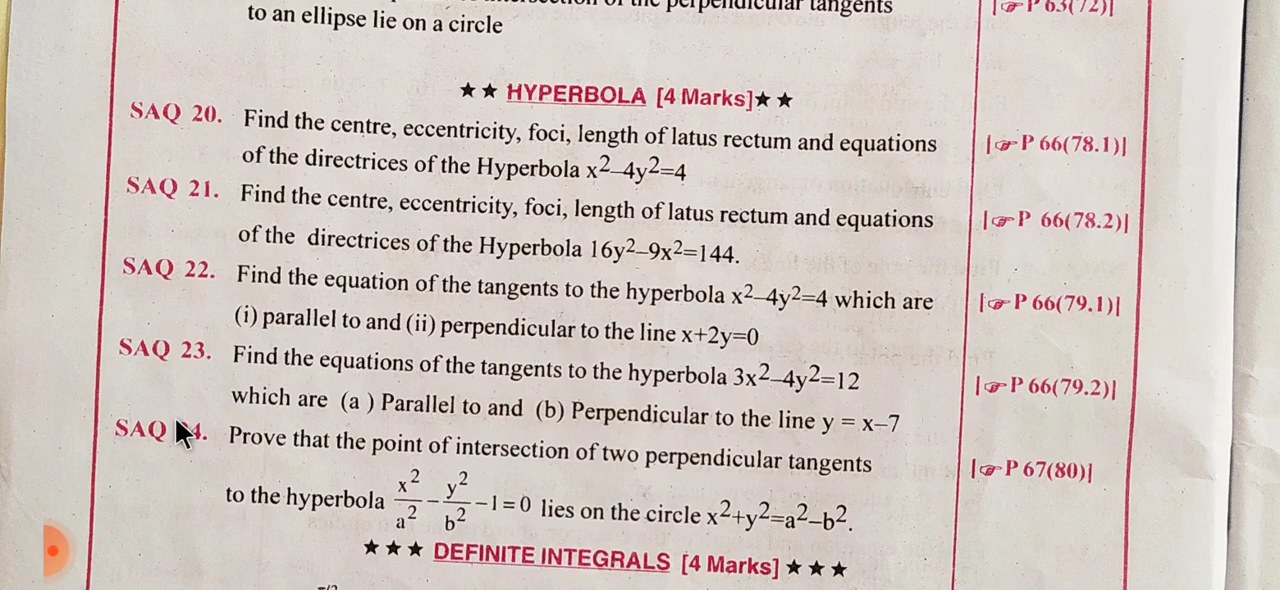 perpendicular tangents
to an ellipse lie on a circle
|☞P 63(72)|
★★ HYPERBOLA [4 Marks]★★
SAQ 20. Find the centre, eccentricity, foci, length of latus rectum and equations |☞P 66(78.1)|
of the directrices of the Hyperbola x²–4y²=4
SAQ 21. Find the centre, eccentricity, foci, length of latus rectum and equations |☞P 66(78.2)|
of the directrices of the Hyperbola 16y²–9x²=144.
SAQ 22. Find the equation of the tangents to the hyperbola x²–4y²=4 which are |☞P 66(79.1)|
(i) parallel to and (ii) perpendicular to the line x+2y=0
SAQ 23. Find the equations of the tangents to the hyperbola 3x²–4y²=12 |☞P 66(79.2)|
which are (a ) Parallel to and (b) Perpendicular to the line y = x–7
SAQ 4. Prove that the point of intersection of two perpendicular tangents |☞P 67(80)|
to the hyperbola x²/a² – y²/b² –1=0 lies on the circle x²+y²=a²–b².
★★★ DEFINITE INTEGRALS [4 Marks] ★★★